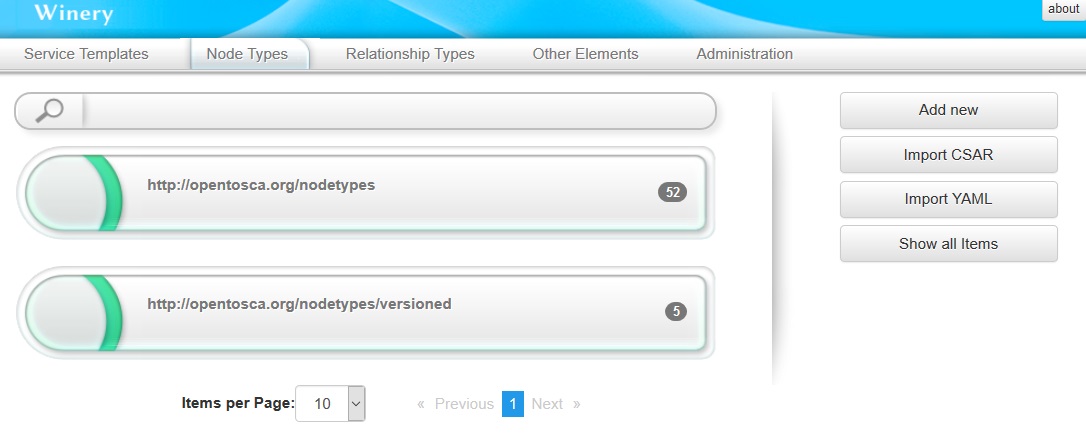 Winery
about
Service Templates Node Types Relationship Types Other Elements Administration
Add new
Import CSAR
http://opentosca.org/nodetypes 52
Import YAML
Show all Items
http://opentosca.org/nodetypes/versioned 5
Items per Page: 10 « Previous 1 Next »